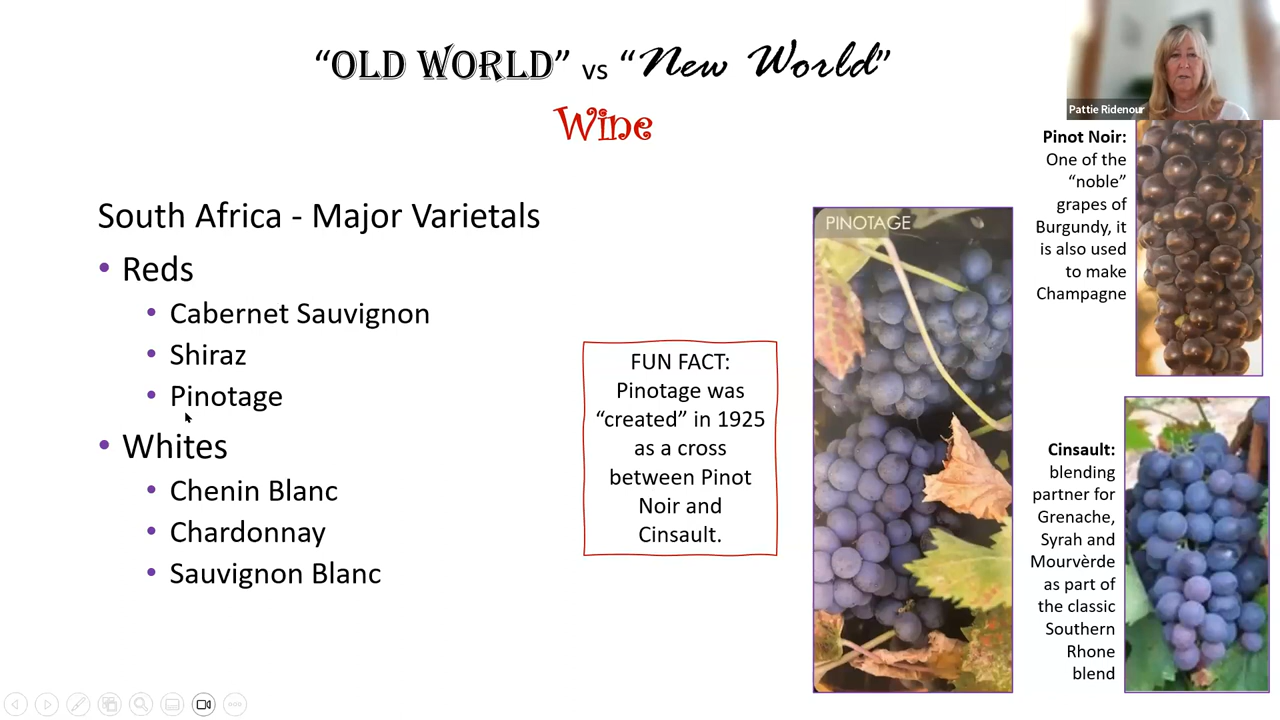 “OLD WORLD” vs “New World”
Wine
South Africa - Major Varietals
• Reds
• Cabernet Sauvignon
• Shiraz
• Pinotage
• Whites
• Chenin Blanc
• Chardonnay
• Sauvignon Blanc
FUN FACT:
Pinotage was
“created” in 1925
as a cross
between Pinot
Noir and
Cinsault.
PINOTAGE
Pattie Ridenour
Pinot Noir:
One of the
“noble”
grapes of
Burgundy, it
is also used
to make
Champagne
Cinsault:
blending
partner for
Grenache,
Syrah and
Mourvèrde
as part of
the classic
Southern
Rhone
blend